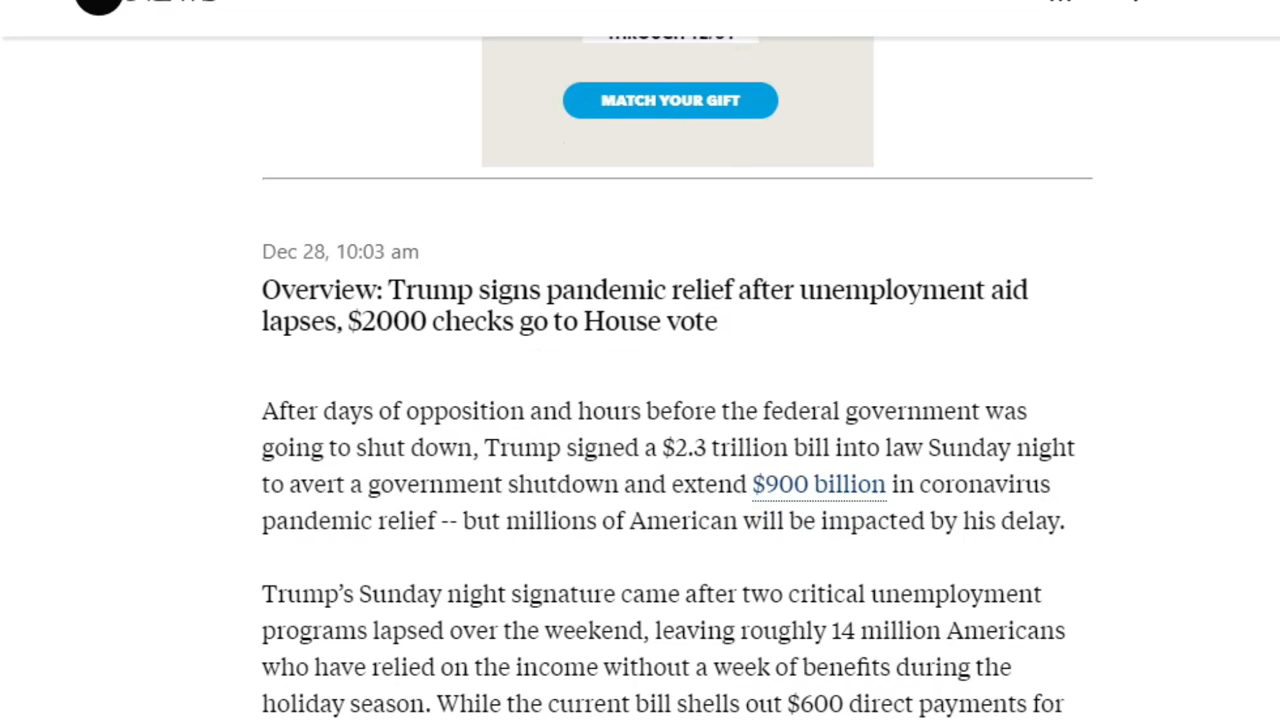 MATCH YOUR GIFT
Dec 28, 10:03 am
Overview: Trump signs pandemic relief after unemployment aid
lapses, $2000 checks go to House vote
After days of opposition and hours before the federal government was
going to shut down, Trump signed a $2.3 trillion bill into law Sunday night
to avert a government shutdown and extend $900 billion in coronavirus
pandemic relief -- but millions of American will be impacted by his delay.
Trump’s Sunday night signature came after two critical unemployment
programs lapsed over the weekend, leaving roughly 14 million Americans
who have relied on the income without a week of benefits during the
holiday season. While the current bill shells out $600 direct payments for